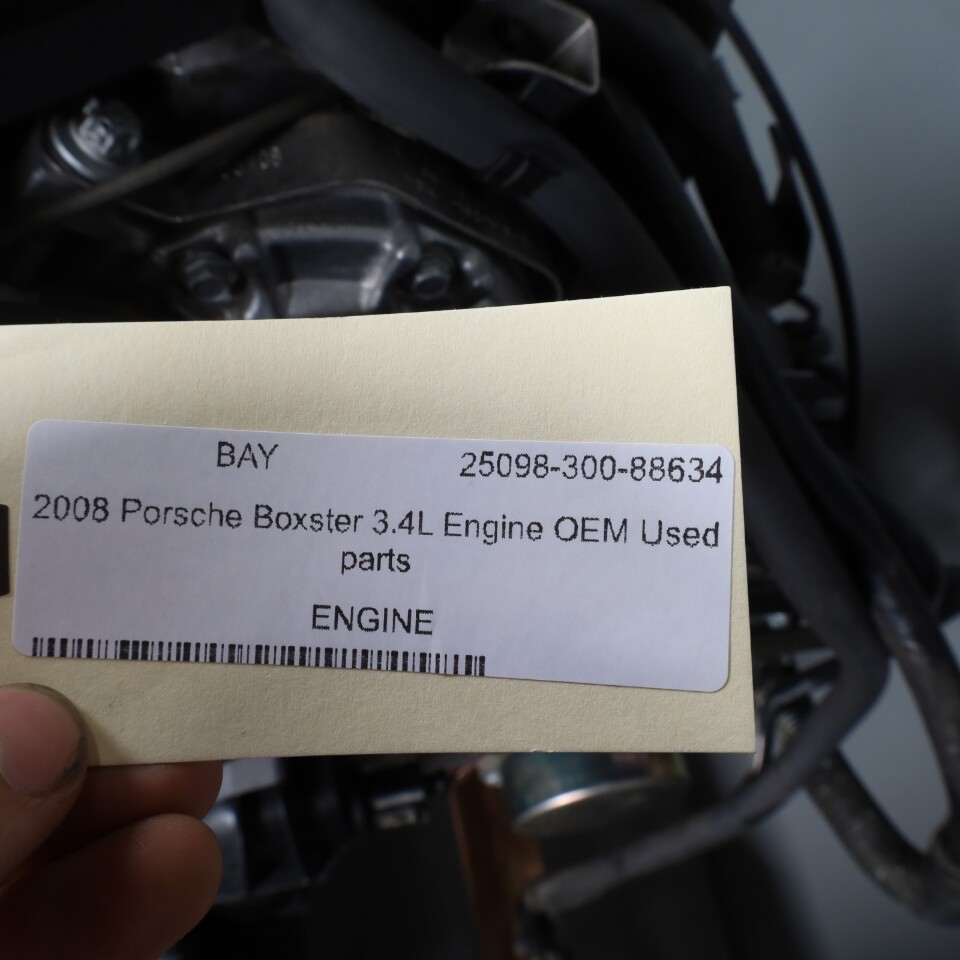 BAY 25098-300-88634
2008 Porsche Boxster 3.4L Engine OEM Used
parts
ENGINE